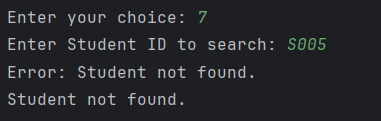 Enter your choice: 7
Enter Student ID to search: S005
Error: Student not found.
Student not found.